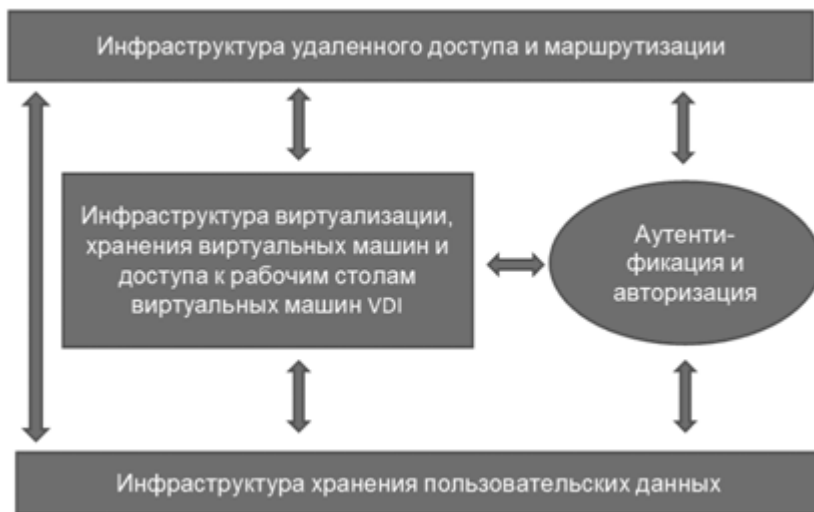 Инфраструктура удаленного доступа и маршрутизации
Инфраструктура виртуализации,
хранения виртуальных машин и
доступа к рабочим столам
виртуальных машин VDI
Аутенти-
фикация и
авторизация
Инфраструктура хранения пользовательских данных